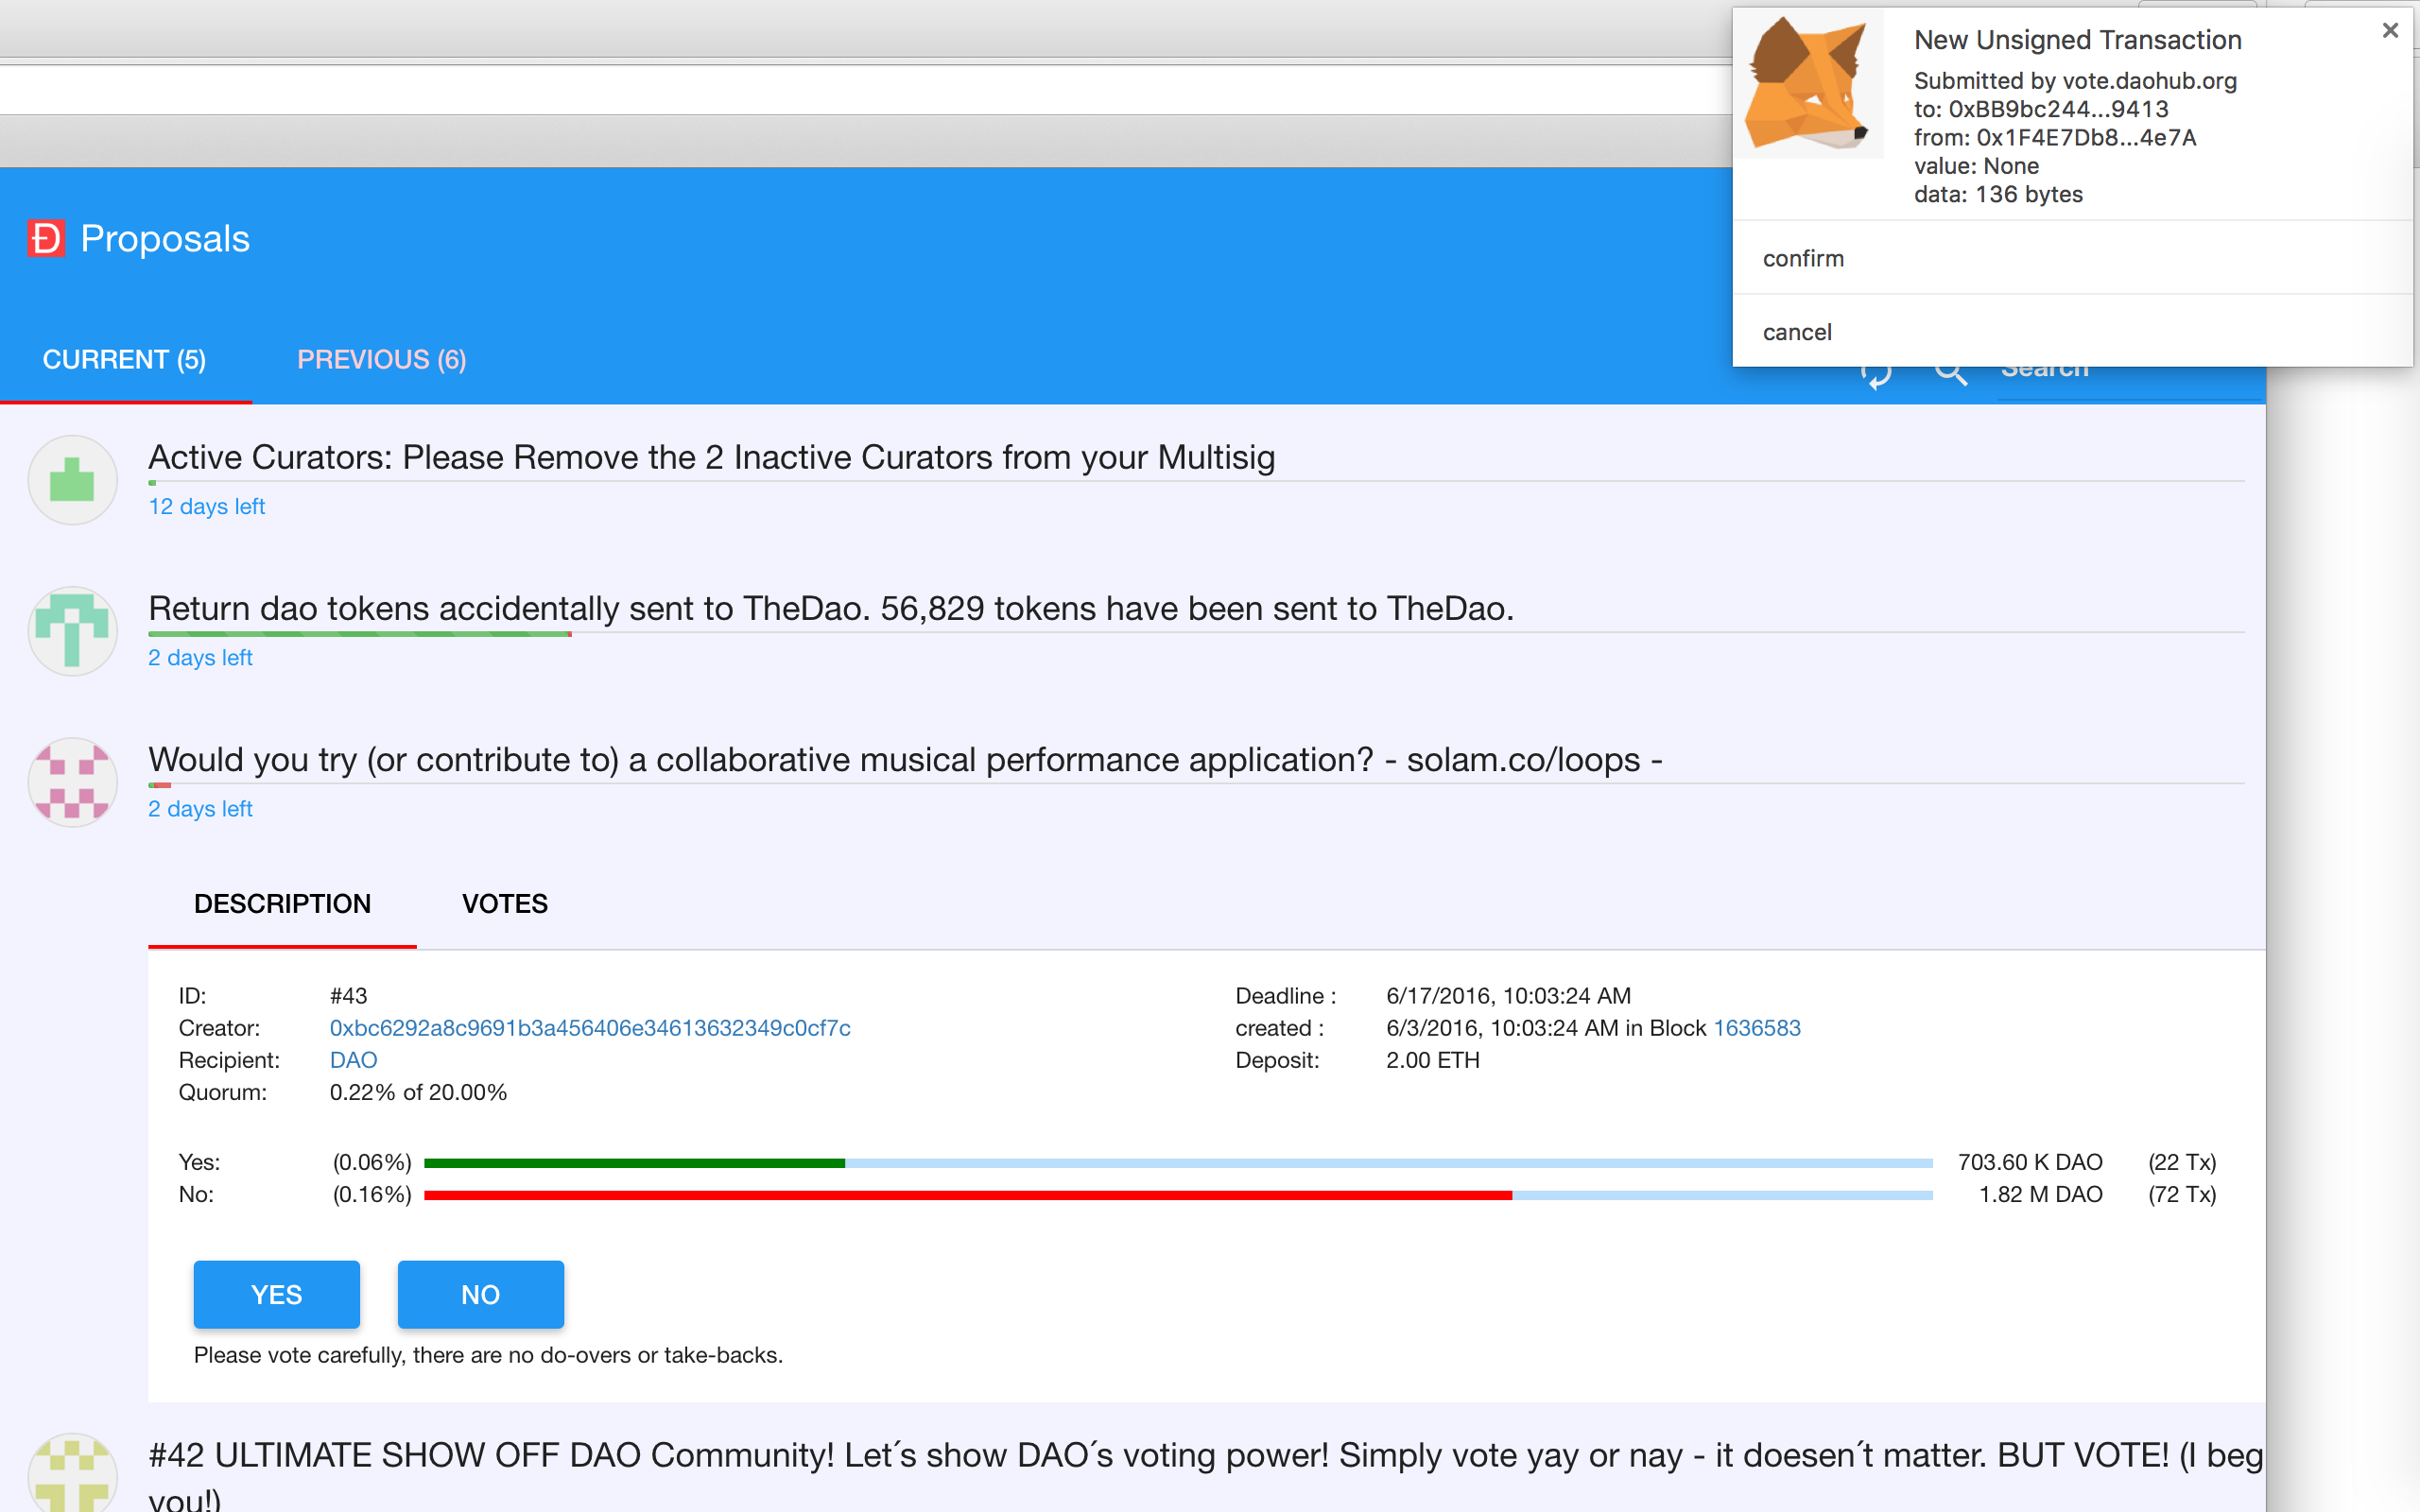 New Unsigned Transaction
Submitted by vote.daohub.org
to: 0xBB9bc244...9413
from: 0x1F4E7Db8...4e7A
value: None
data: 136 bytes
confirm
cancel
Đ Proposals
CURRENT (5) PREVIOUS (6)
Search
Active Curators: Please Remove the 2 Inactive Curators from your Multisig
12 days left
Return dao tokens accidentally sent to TheDao. 56,829 tokens have been sent to TheDao.
2 days left
Would you try (or contribute to) a collaborative musical performance application? - solam.co/loops -
2 days left
DESCRIPTION VOTES
ID: #43 Deadline : 6/17/2016, 10:03:24 AM
Creator: 0xbc6292a8c9691b3a456406e34613632349c0cf7c created : 6/3/2016, 10:03:24 AM in Block 1636583
Recipient: DAO Deposit: 2.00 ETH
Quorum: 0.22% of 20.00%
Yes: (0.06%) 703.60 K DAO (22 Tx)
No: (0.16%) 1.82 M DAO (72 Tx)
YES NO
Please vote carefully, there are no do-overs or take-backs.
#42 ULTIMATE SHOW OFF DAO Community! Let´s show DAO´s voting power! Simply vote yay or nay - it doesen´t matter. BUT VOTE! (I beg
you!)